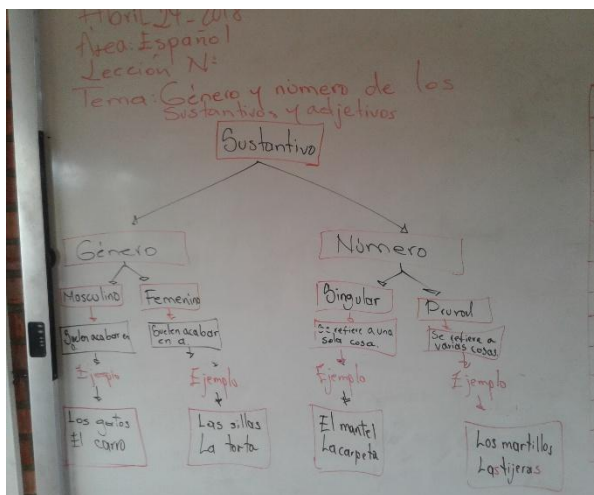 Abril 24-2018
Área: Español
Lección Nº
Tema: Género y número de los
Sustantivos y adjetivos
Sustantivo
Género
Número
Masculino
Femenino
Singular
Plural
Suelen acabar en
o.
Suelen acabar
en a
Se refiere a una
sola cosa.
Se refiere a
varias cosas
Ejemplo
Ejemplo
Ejemplo
Ejemplo
Los gatos
El carro
Las sillas
La torta
El mantel
La carpeta
Los martillos
Las tijeras